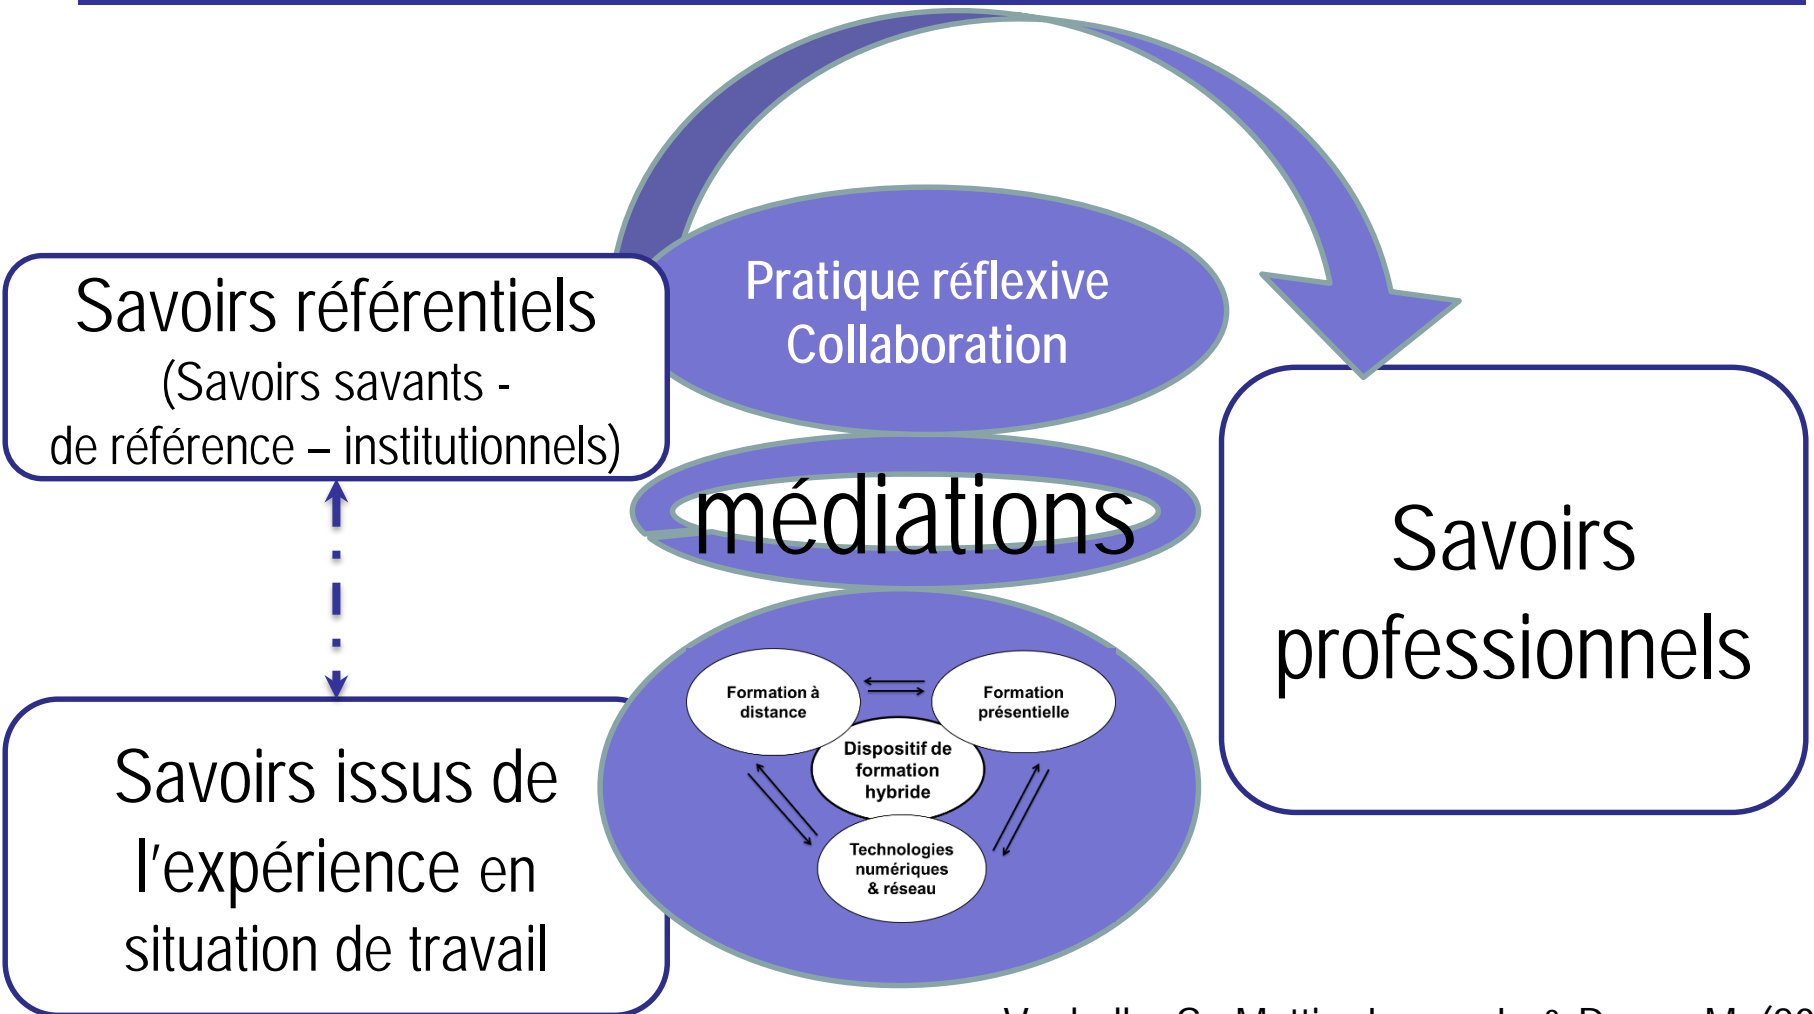 Savoirs référentiels
(Savoirs savants -
de référence – institutionnels)
Pratique réflexive
Collaboration
médiations
Savoirs issus de
l'expérience en
situation de travail
Formation à
distance
Formation
présentielle
Dispositif de
formation
hybride
Technologies
numériques
& réseau
Savoirs
professionnels